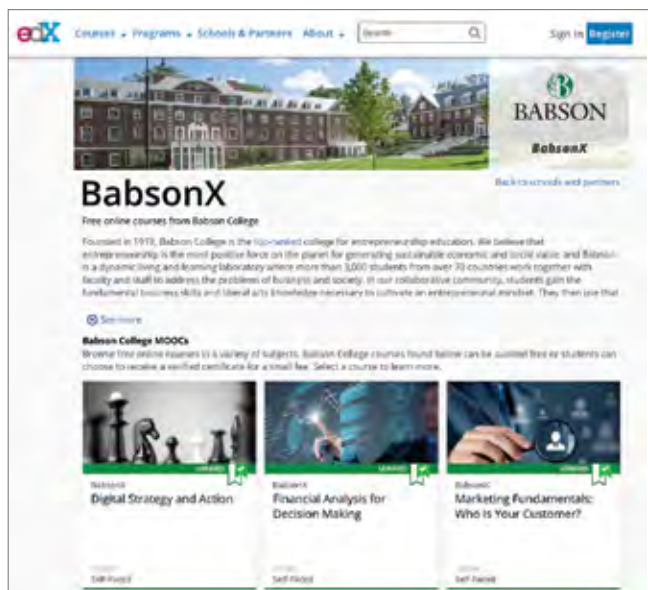 edX Courses Programs Schools & Partners About Search Sign In Register
BABSON
BabsonX
Back to schools and partners
BabsonX
Free online courses from Babson College
Founded in 1919, Babson College is the top-ranked college for entrepreneurship education. We believe that
entrepreneurship is the most positive force on the planet for generating sustainable economic and social value, and Babson
is a dynamic living and learning laboratory where more than 3,000 students from over 70 countries work together with
faculty and staff to address the problems of business and society. In our collaborative community, students gain the
fundamental business skills and liberal arts knowledge necessary to cultivate an entrepreneurial mindset. They then use that
See more
Babson College MOOCs
Browse free online courses in a variety of subjects. Babson College courses found below can be audited free or students can
choose to receive a verified certificate for a small fee. Select a course to learn more.
VERIFIED VERIFIED VERIFIED
BabsonX BabsonX BabsonX
Digital Strategy and Action Financial Analysis for Marketing Fundamentals:
Decision Making Who Is Your Customer?
Self-Paced Self-Paced Self-Paced